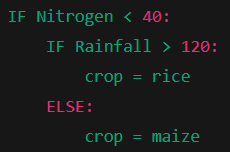 IF Nitrogen < 40:
    IF Rainfall > 120:
        crop = rice
    ELSE:
        crop = maize